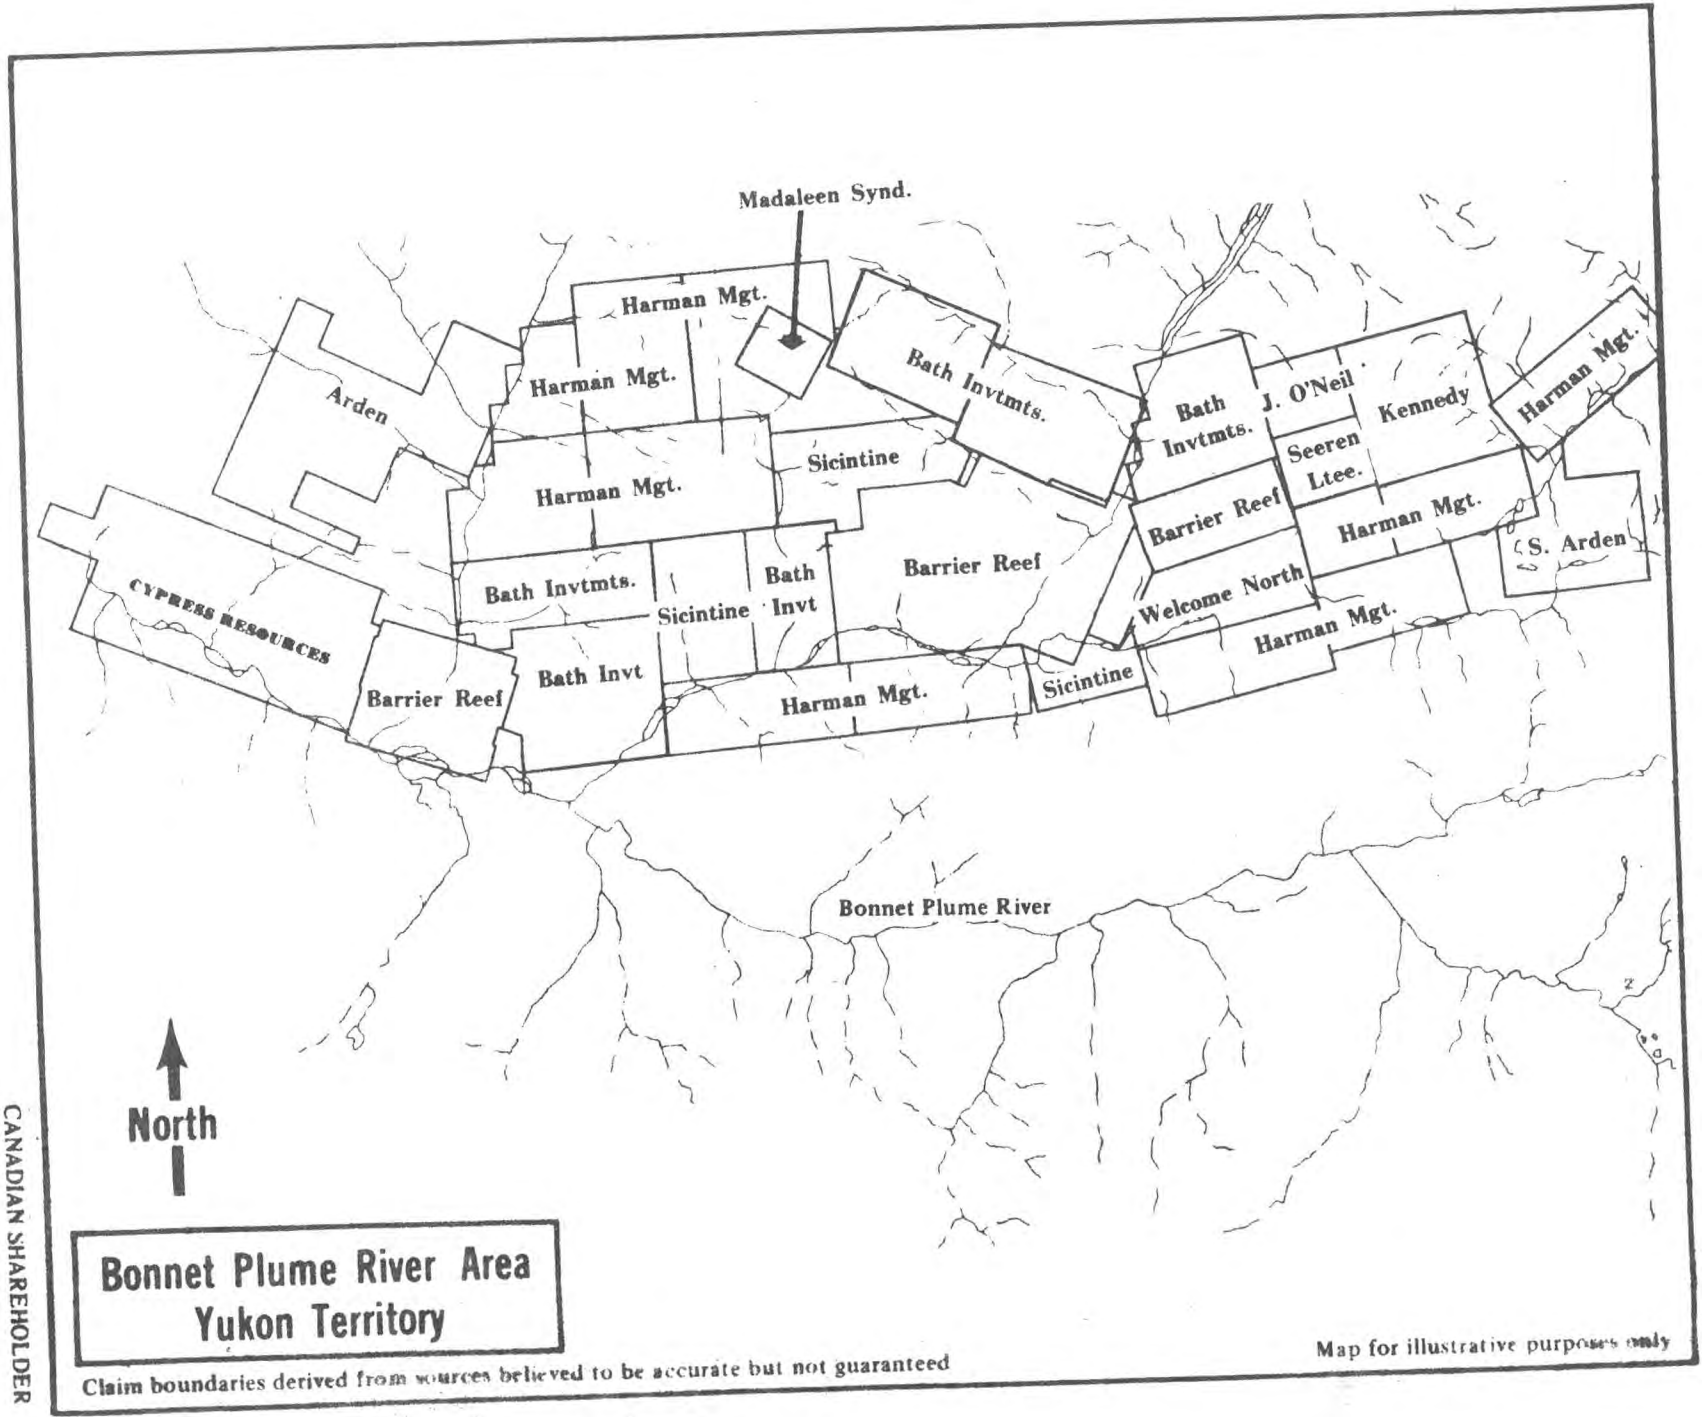 Madaleen Synd.
Harman Mgt.
Harman Mgt.
Arden
Bath Invtmts.
Bath
Invtmts.
J. O'Neil
Kennedy
Harman Mgt.
Seeren
Ltee.
Sicintine
Harman Mgt.
Barrier Reef
Harman Mgt.
S. Arden
Barrier Reef
CYPRESS RESOURCES
Bath Invtmts.
Sicintine
Bath
Invt
Welcome North
Harman Mgt.
Barrier Reef
Bath Invt
Harman Mgt.
Sicintine
Bonnet Plume River
North
Bonnet Plume River Area
Yukon Territory
Claim boundaries derived from sources believed to be accurate but not guaranteed
Map for illustrative purposes only
CANADIAN SHAREHOLDER